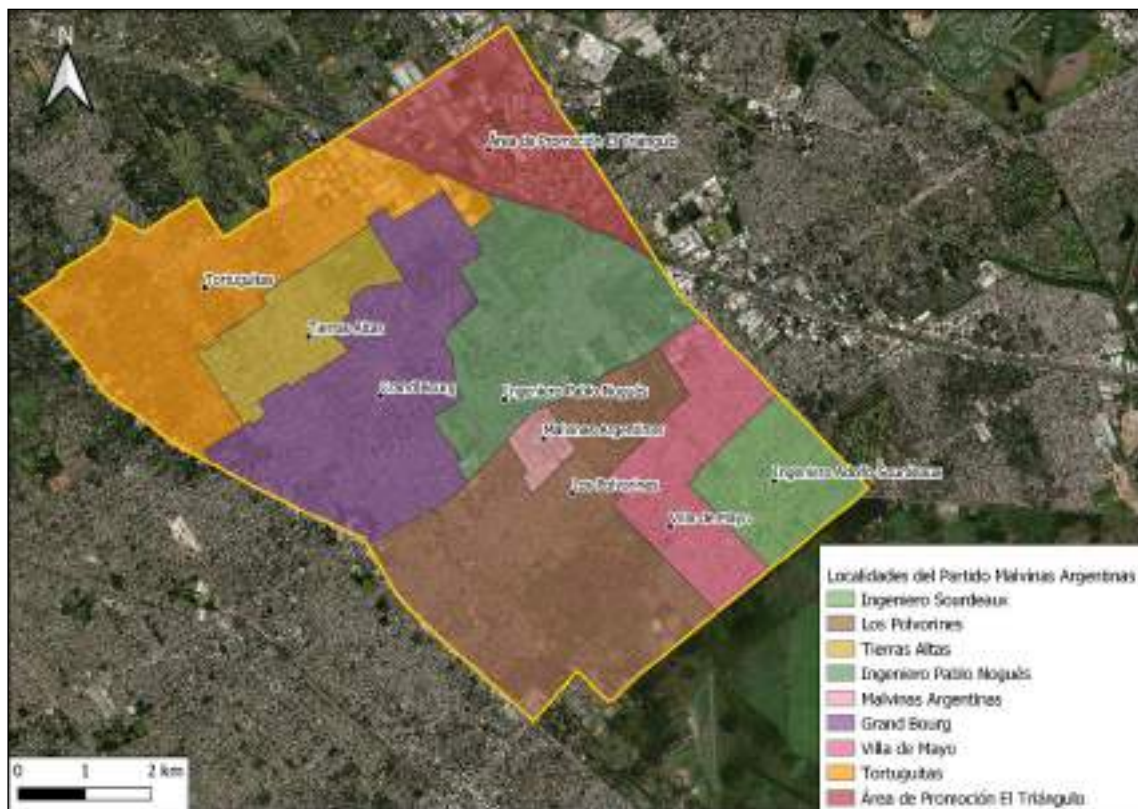 N
Área de Promoción El Triángulo
Tortuguitas
Tierras Altas
Grand Bourg
Ingeniero Pablo Nogués
Malvinas Argentinas
Los Polvorines
Ingeniero Adolfo Sourdeaux
Villa de Mayo
Localidades del Partido Malvinas Argentinas
Ingeniero Sourdeaux
Los Polvorines
Tierras Altas
Ingeniero Pablo Nogués
Malvinas Argentinas
Grand Bourg
Villa de Mayo
Tortuguitas
Área de Promoción El Triángulo
0 1 2 km